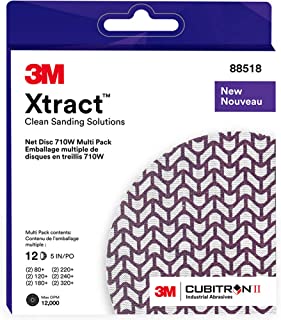 3M
88518
Xtract™
Clean Sanding Solutions
New
Nouveau
Net Disc 710W Multi Pack
Emballage multiple de
disques en treillis 710W
Multi Pack contents:
Contenu de l'emballage
multiple :
12 5 IN/PO
(2) 80+ (2) 220+
(2) 120+ (2) 240+
(2) 180+ (2) 320+
Max OPM
12,000
3M CUBITRON II
Industrial Abrasives